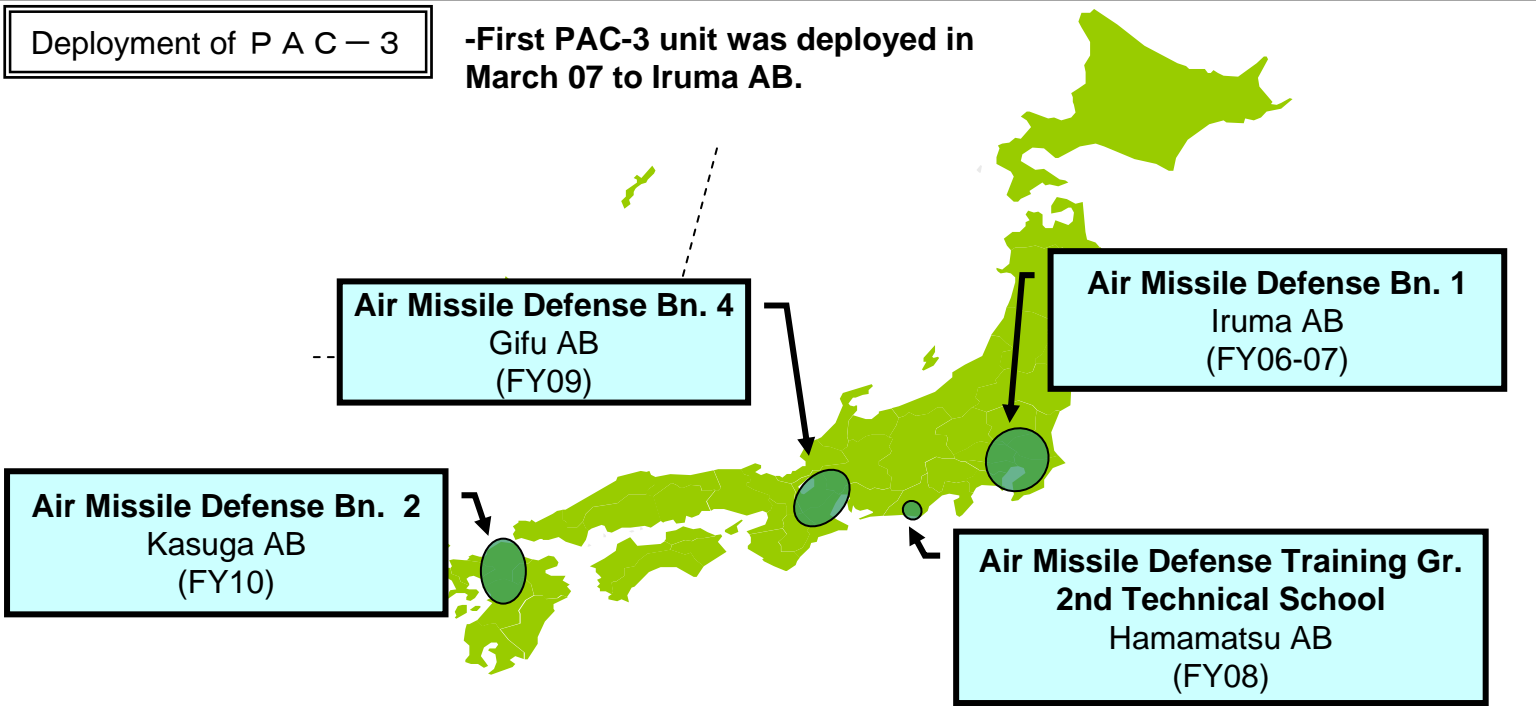 Deployment of ＰＡＣ－３
-First PAC-3 unit was deployed in
March 07 to Iruma AB.
Air Missile Defense Bn. 1
Iruma AB
(FY06-07)
Air Missile Defense Bn. 4
Gifu AB
(FY09)
Air Missile Defense Bn.  2
Kasuga AB
(FY10)
Air Missile Defense Training Gr.
2nd Technical School
Hamamatsu AB
(FY08)